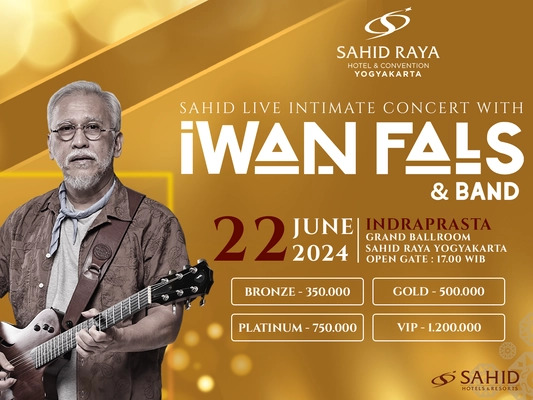 SAHID RAYA
HOTEL & CONVENTION
YOGYAKARTA
SAHID LIVE INTIMATE CONCERT WITH
iWAN FALS
& BAND
22 JUNE 2024
INDRAPRASTA
GRAND BALLROOM
SAHID RAYA YOGYAKARTA
OPEN GATE : 17.00 WIB
BRONZE - 350.000
GOLD - 500.000
PLATINUM - 750.000
VIP - 1.200.000
SAHID
HOTELS & RESORTS